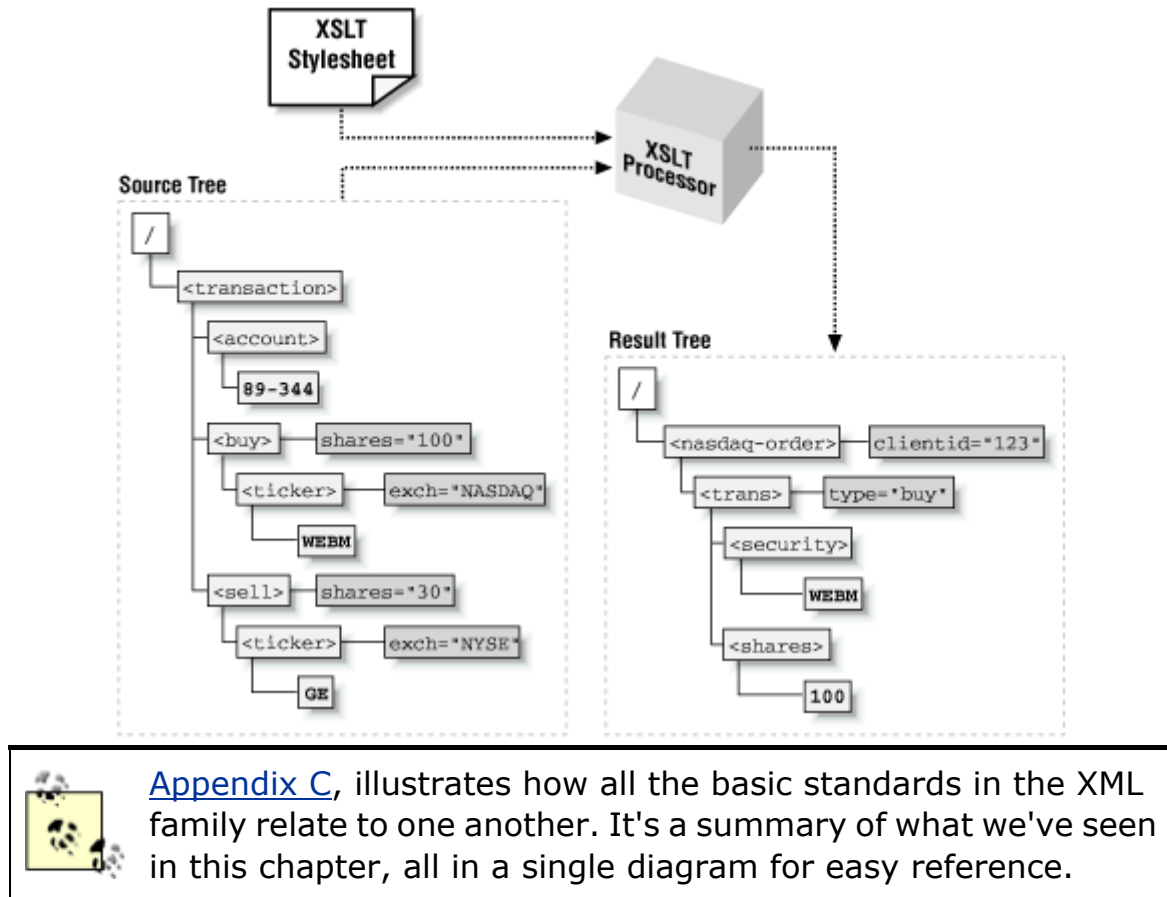 XSLT
Stylesheet
XSLT
Processor
Source Tree
/
<transaction>
<account>
89-344
<buy> shares="100"
<ticker> exch="NASDAQ"
WEBM
<sell> shares="30"
<ticker> exch="NYSE"
GE
Result Tree
/
<nasdaq-order> clientid="123"
<trans> type="buy"
<security>
WEBM
<shares>
100
Appendix C, illustrates how all the basic standards in the XML
family relate to one another. It's a summary of what we've seen
in this chapter, all in a single diagram for easy reference.